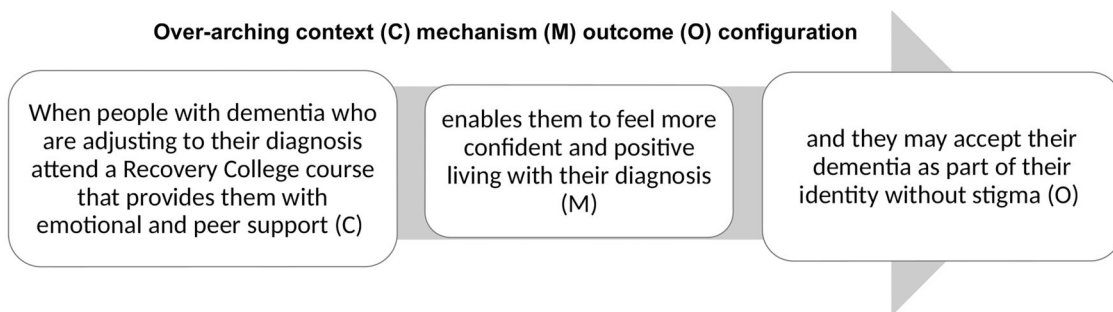 Over-arching context (C) mechanism (M) outcome (O) configuration
When people with dementia who
are adjusting to their diagnosis
attend a Recovery College course
that provides them with
emotional and peer support (C)
enables them to feel more
confident and positive
living with their diagnosis
(M)
and they may accept their
dementia as part of their
identity without stigma (O)